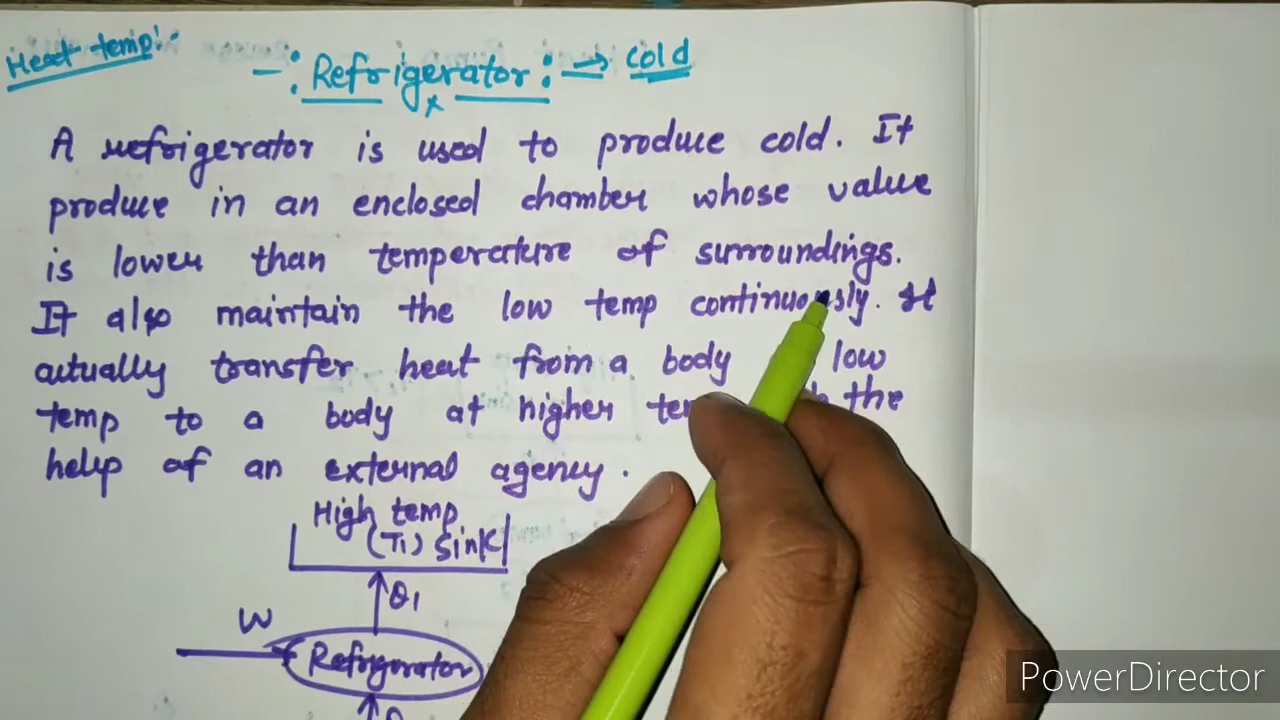 Heat temp:-
-: Refrigerator :- → cold
A refrigerator is used to produce cold. It
produce in an enclosed chamber whose value
is lower than temperature of surroundings.
It also maintain the low temp continuously. It
actually transfer heat from a body low
temp to a body at higher the
help of an external agency.
High temp
(T1) Sink
Q1
W
Refrigerator
PowerDirector